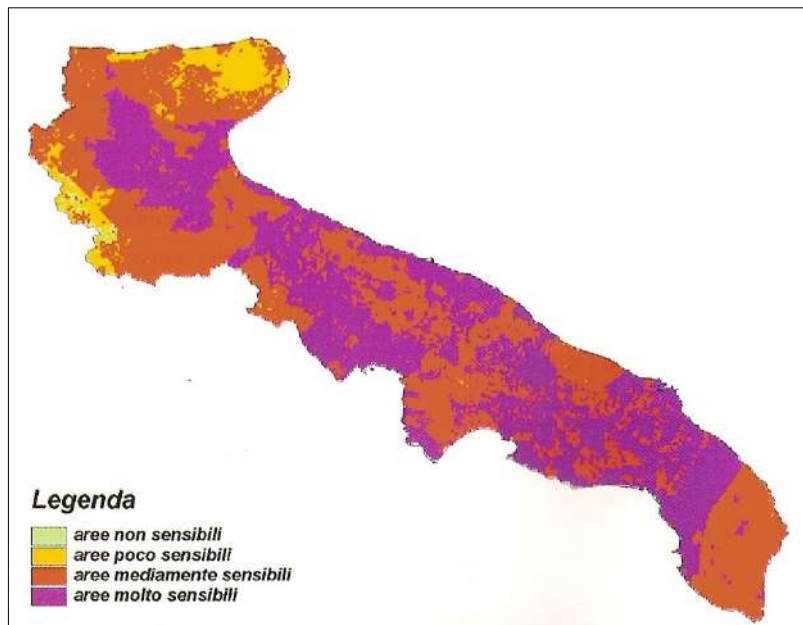 Legenda
aree non sensibili
aree poco sensibili
aree mediamente sensibili
aree molto sensibili